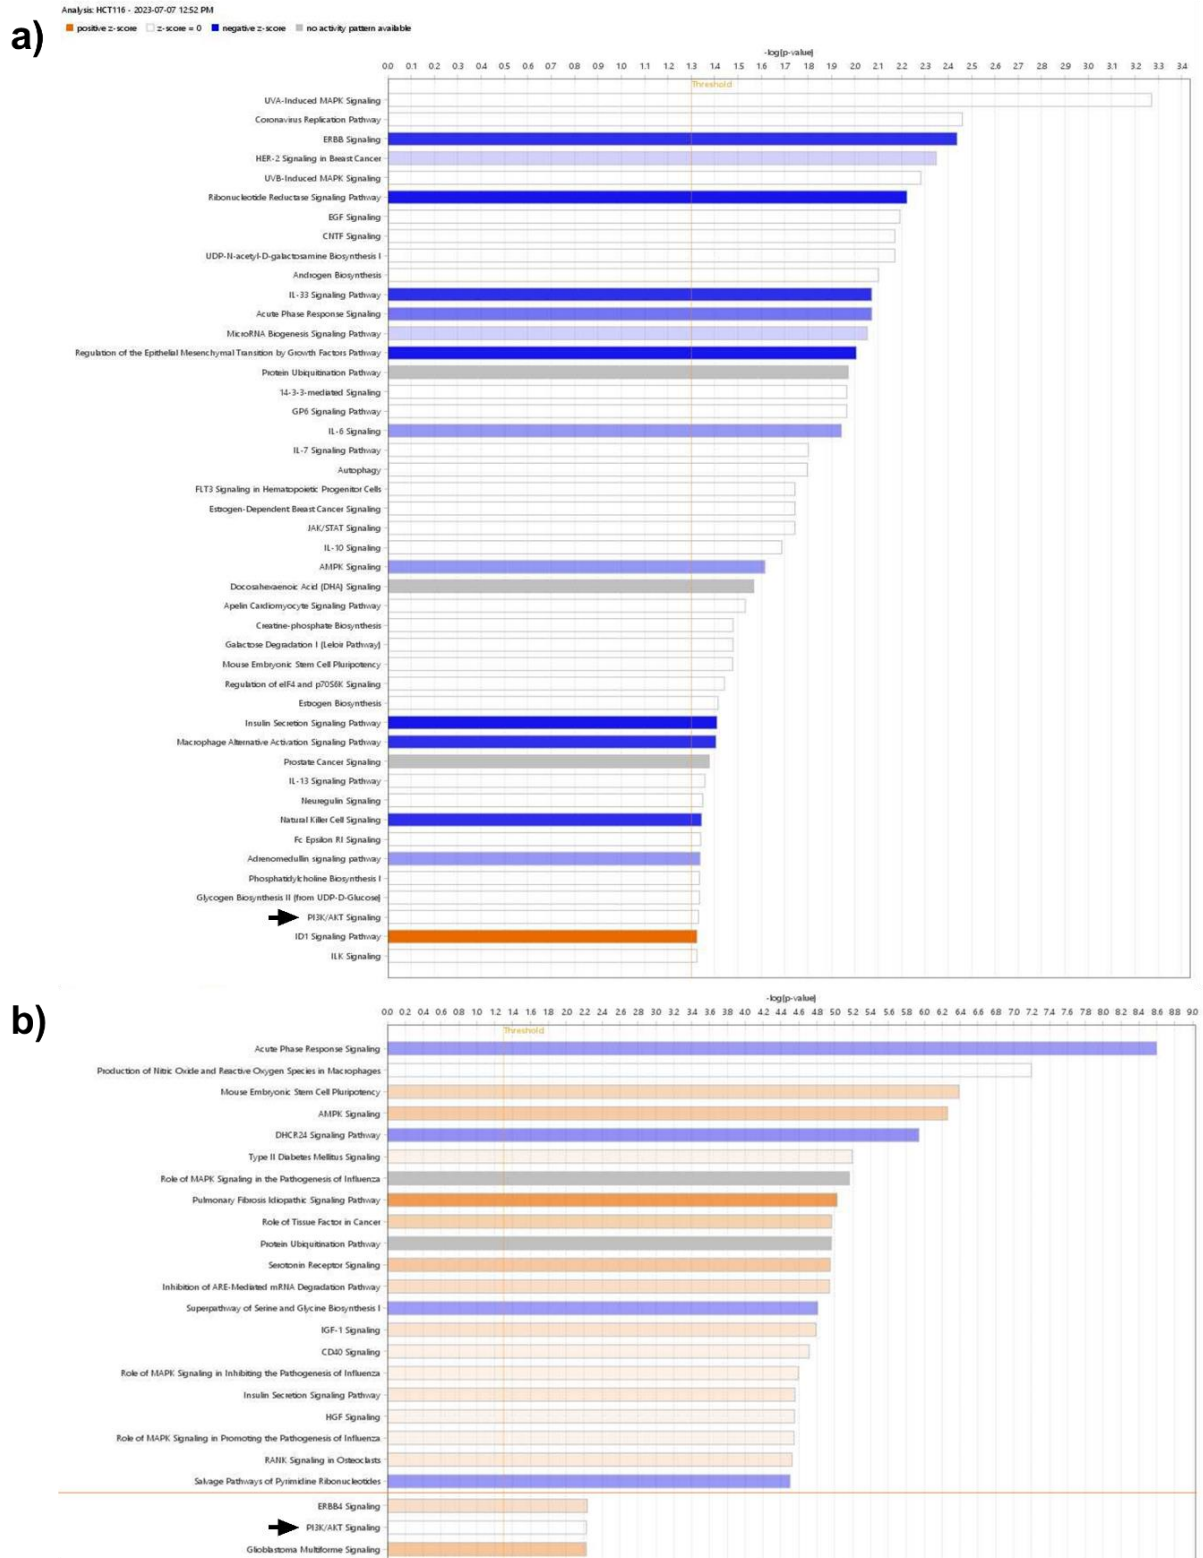 Analysis: HCT116 - 2023-07-07 12:52 PM
a)
positive z-score z-score = 0 negative z-score no activity pattern available
-log(p-value)
0.0 0.1 0.2 0.3 0.4 0.5 0.6 0.7 0.8 0.9 1.0 1.1 1.2 1.3 1.4 1.5 1.6 1.7 1.8 1.9 2.0 2.1 2.2 2.3 2.4 2.5 2.6 2.7 2.8 2.9 3.0 3.1 3.2 3.3 3.4
Threshold
UVA-Induced MAPK Signaling
Coronavirus Replication Pathway
ERBB Signaling
HER-2 Signaling in Breast Cancer
UVB-Induced MAPK Signaling
Ribonucleotide Reductase Signaling Pathway
EGF Signaling
CNTF Signaling
UDP-N-acetyl-D-galactosamine Biosynthesis I
Androgen Biosynthesis
IL-33 Signaling Pathway
Acute Phase Response Signaling
MicroRNA Biogenesis Signaling Pathway
Regulation of the Epithelial Mesenchymal Transition by Growth Factors Pathway
Protein Ubiquitination Pathway
14-3-3-mediated Signaling
GP6 Signaling Pathway
IL-6 Signaling
IL-7 Signaling Pathway
Autophagy
FLT3 Signaling in Hematopoietic Progenitor Cells
Estrogen-Dependent Breast Cancer Signaling
JAK/STAT Signaling
IL-10 Signaling
AMPK Signaling
Docosahexaenoic Acid (DHA) Signaling
Apelin Cardiomyocyte Signaling Pathway
Creatine-phosphate Biosynthesis
Galactose Degradation I (Leloir Pathway)
Mouse Embryonic Stem Cell Pluripotency
Regulation of eIF4 and p70S6K Signaling
Estrogen Biosynthesis
Insulin Secretion Signaling Pathway
Macrophage Alternative Activation Signaling Pathway
Prostate Cancer Signaling
IL-13 Signaling Pathway
Neuregulin Signaling
Natural Killer Cell Signaling
Fc Epsilon RI Signaling
Adrenomedullin signaling pathway
Phosphatidylcholine Biosynthesis I
Glycogen Biosynthesis II (from UDP-D-Glucose)
PI3K/AKT Signaling
ID1 Signaling Pathway
ILK Signaling
b)
-log(p-value)
0.0 0.2 0.4 0.6 0.8 1.0 1.2 1.4 1.6 1.8 2.0 2.2 2.4 2.6 2.8 3.0 3.2 3.4 3.6 3.8 4.0 4.2 4.4 4.6 4.8 5.0 5.2 5.4 5.6 5.8 6.0 6.2 6.4 6.6 6.8 7.0 7.2 7.4 7.6 7.8 8.0 8.2 8.4 8.6 8.8 9.0
Threshold
Acute Phase Response Signaling
Production of Nitric Oxide and Reactive Oxygen Species in Macrophages
Mouse Embryonic Stem Cell Pluripotency
AMPK Signaling
DHCR24 Signaling Pathway
Type II Diabetes Mellitus Signaling
Role of MAPK Signaling in the Pathogenesis of Influenza
Pulmonary Fibrosis Idiopathic Signaling Pathway
Role of Tissue Factor in Cancer
Protein Ubiquitination Pathway
Serotonin Receptor Signaling
Inhibition of ARE-Mediated mRNA Degradation Pathway
Superpathway of Serine and Glycine Biosynthesis I
IGF-1 Signaling
CD40 Signaling
Role of MAPK Signaling in Inhibiting the Pathogenesis of Influenza
Insulin Secretion Signaling Pathway
HGF Signaling
Role of MAPK Signaling in Promoting the Pathogenesis of Influenza
RANK Signaling in Osteoclasts
Salvage Pathways of Pyrimidine Ribonucleotides
ERBB4 Signaling
PI3K/AKT Signaling
Glioblastoma Multiforme Signaling